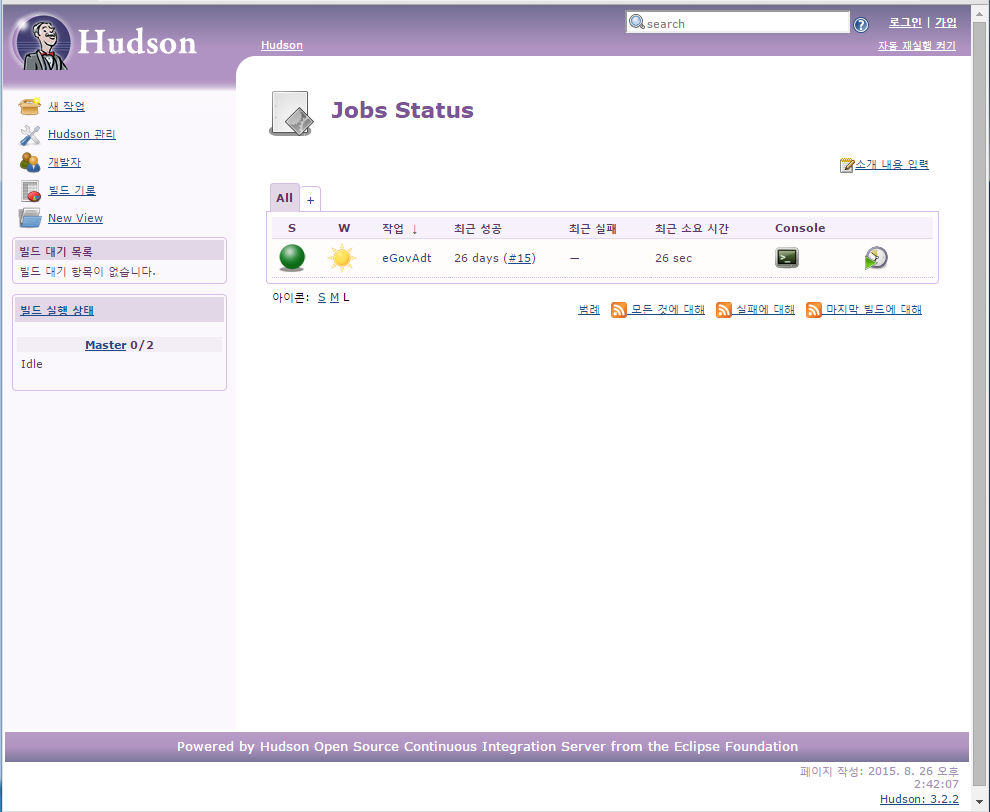 Hudson
search
로그인 | 가입
Hudson
자동 재실행 켜기
새 작업
Hudson 관리
개발자
빌드 기록
New View
빌드 대기 목록
빌드 대기 항목이 없습니다.
빌드 실행 상태
Master 0/2
Idle
Jobs Status
소개 내용 입력
All +
S W 작업 ↓ 최근 성공 최근 실패 최근 소요 시간 Console
eGovAdt 26 days (#15) — 26 sec
아이콘: S M L
범례 모든 것에 대해 실패에 대해 마지막 빌드에 대해
Powered by Hudson Open Source Continuous Integration Server from the Eclipse Foundation
페이지 작성: 2015. 8. 26 오후
2:42:07
Hudson: 3.2.2